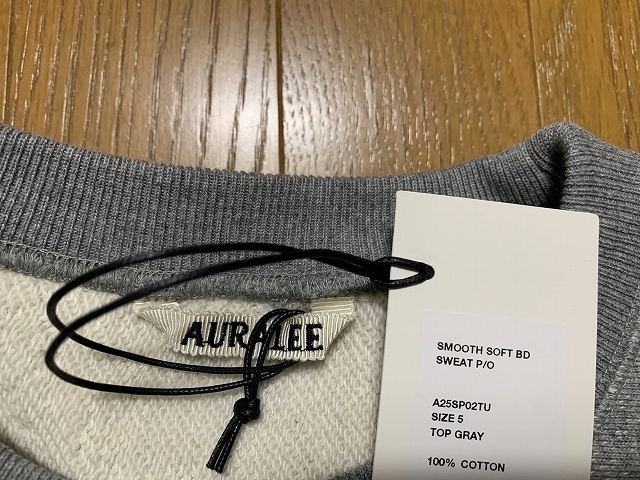 AURALEE
SMOOTH SOFT BD
SWEAT P/O
A25SP02TU
SIZE 5
TOP GRAY
100% COTTON